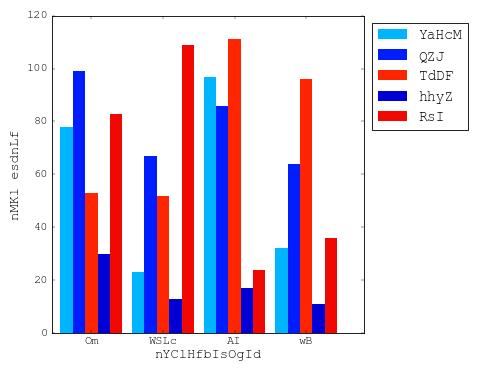 120
100
80
60
40
20
0
nMKl esdnLf
Om WSLc AI wB
nYClHfbIsOgId
YaHcM
QZJ
TdDF
hhyZ
RsI